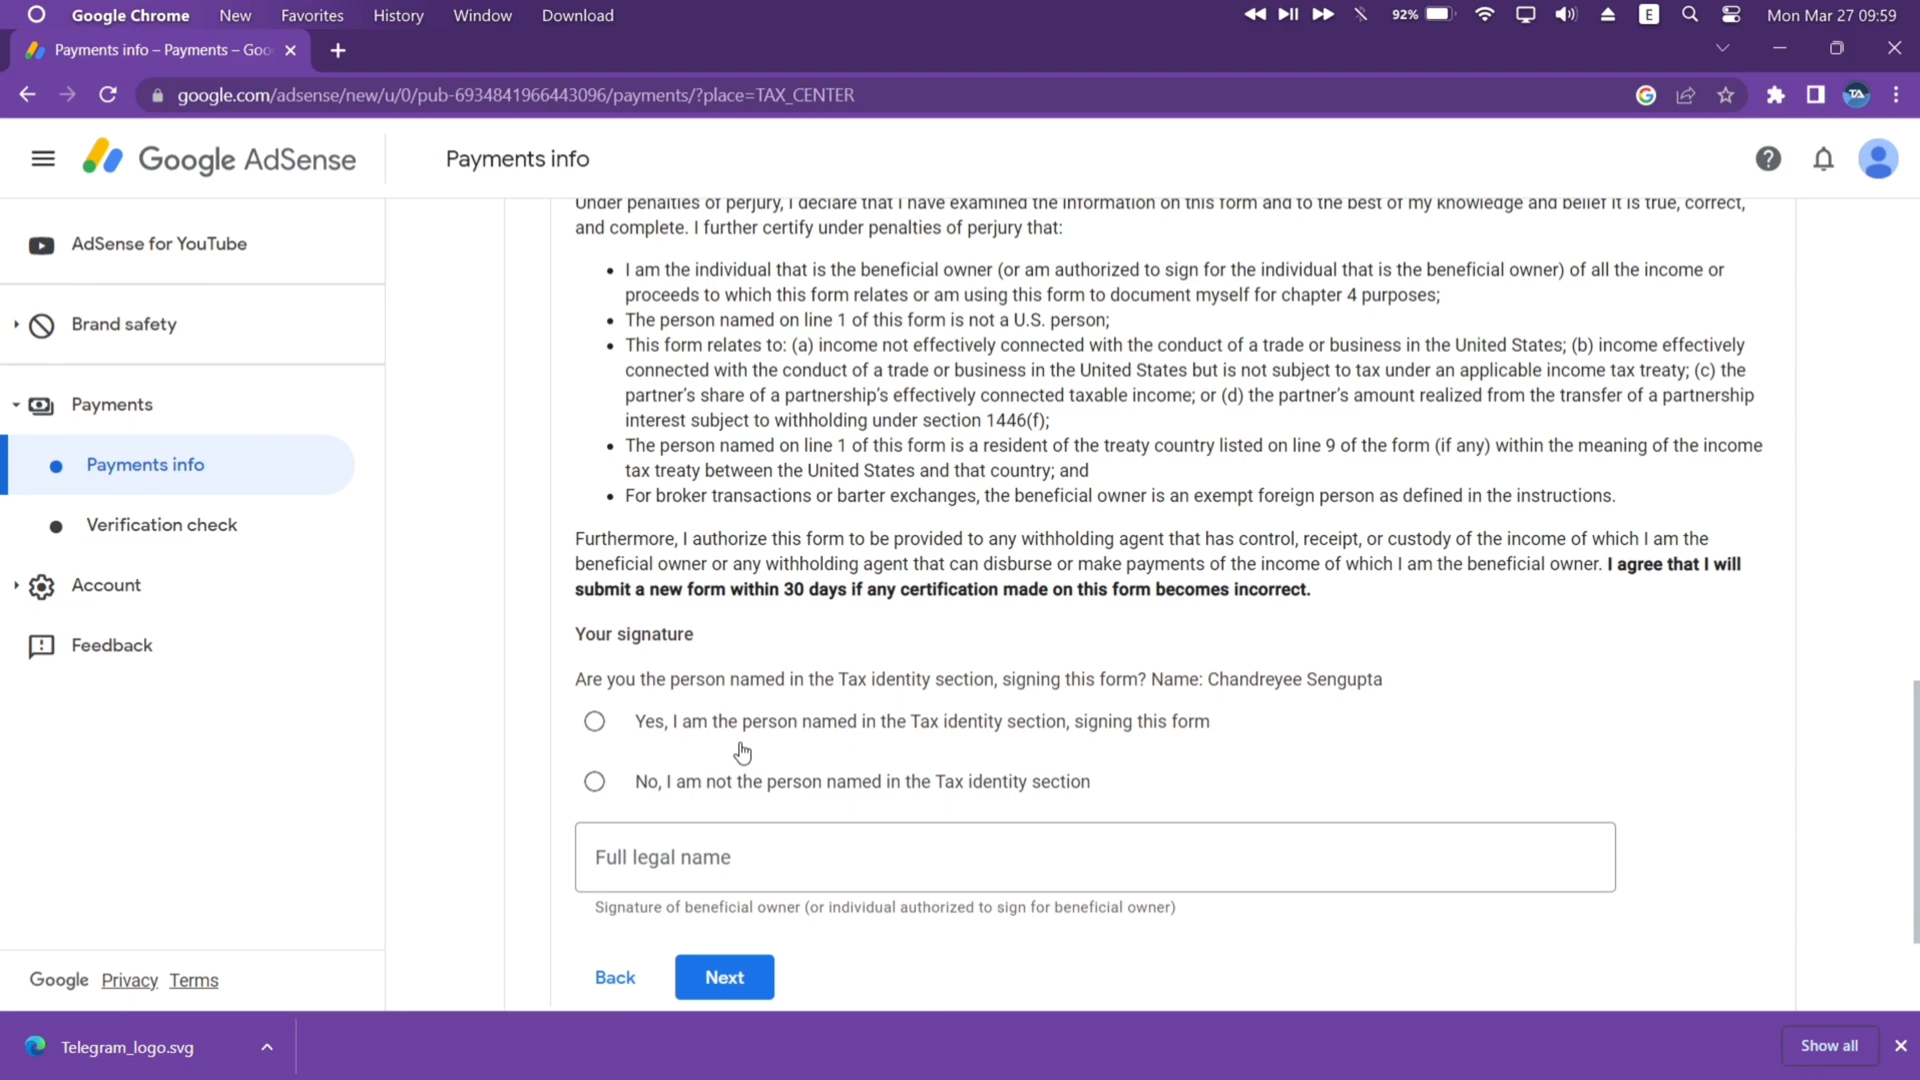 Google Chrome New Favorites History Window Download 92% E Mon Mar 27 09:59
Payments info – Payments – Goo
google.com/adsense/new/u/0/pub-6934841966443096/payments/?place=TAX_CENTER
TA
Google AdSense
Payments info
AdSense for YouTube
Brand safety
Payments
Payments info
Verification check
Account
Feedback
Google Privacy Terms
Under penalties of perjury, I declare that I have examined the information on this form and to the best of my knowledge and belief it is true, correct,
and complete. I further certify under penalties of perjury that:
• I am the individual that is the beneficial owner (or am authorized to sign for the individual that is the beneficial owner) of all the income or
proceeds to which this form relates or am using this form to document myself for chapter 4 purposes;
• The person named on line 1 of this form is not a U.S. person;
• This form relates to: (a) income not effectively connected with the conduct of a trade or business in the United States; (b) income effectively
connected with the conduct of a trade or business in the United States but is not subject to tax under an applicable income tax treaty; (c) the
partner's share of a partnership's effectively connected taxable income; or (d) the partner's amount realized from the transfer of a partnership
interest subject to withholding under section 1446(f);
• The person named on line 1 of this form is a resident of the treaty country listed on line 9 of the form (if any) within the meaning of the income
tax treaty between the United States and that country; and
• For broker transactions or barter exchanges, the beneficial owner is an exempt foreign person as defined in the instructions.
Furthermore, I authorize this form to be provided to any withholding agent that has control, receipt, or custody of the income of which I am the
beneficial owner or any withholding agent that can disburse or make payments of the income of which I am the beneficial owner. I agree that I will
submit a new form within 30 days if any certification made on this form becomes incorrect.
Your signature
Are you the person named in the Tax identity section, signing this form? Name: Chandreyee Sengupta
Yes, I am the person named in the Tax identity section, signing this form
No, I am not the person named in the Tax identity section
Full legal name
Signature of beneficial owner (or individual authorized to sign for beneficial owner)
Back Next
Telegram_logo.svg
Show all